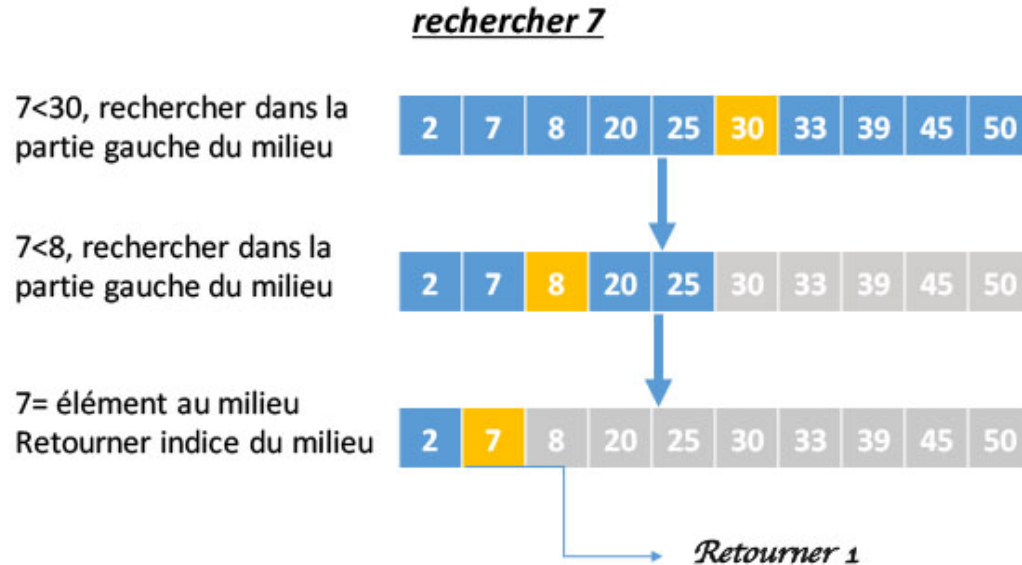 rechercher 7
7<30, rechercher dans la
partie gauche du milieu
2 7 8 20 25 30 33 39 45 50
7<8, rechercher dans la
partie gauche du milieu
2 7 8 20 25 30 33 39 45 50
7= élément au milieu
Retourner indice du milieu
2 7 8 20 25 30 33 39 45 50
Retourner 1